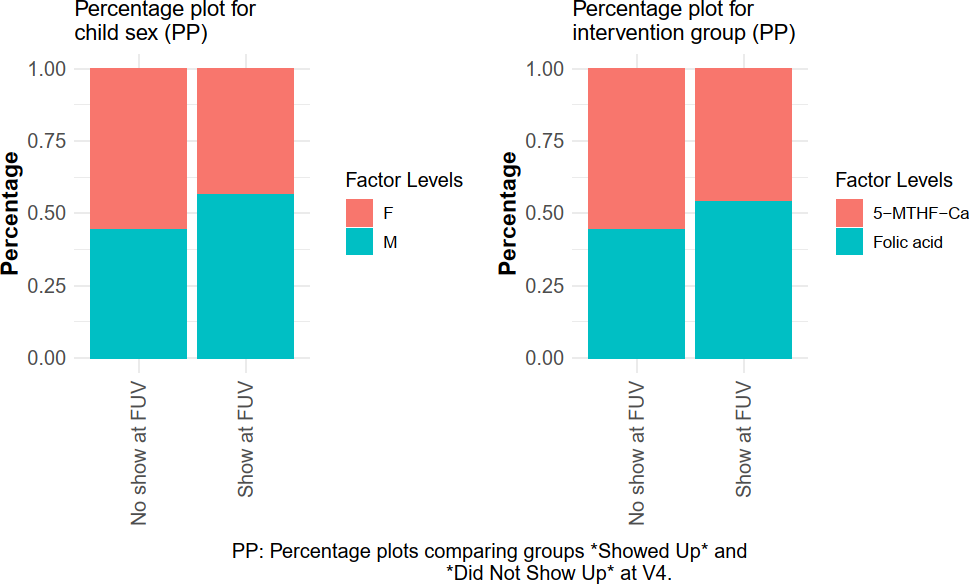 Percentage plot for
child sex (PP)
Percentage
1.00
0.75
0.50
0.25
0.00
No show at FUV
Show at FUV
Factor Levels
F
M
Percentage plot for
intervention group (PP)
Percentage
1.00
0.75
0.50
0.25
0.00
No show at FUV
Show at FUV
Factor Levels
5−MTHF−Ca
Folic acid
PP: Percentage plots comparing groups *Showed Up* and
*Did Not Show Up* at V4.